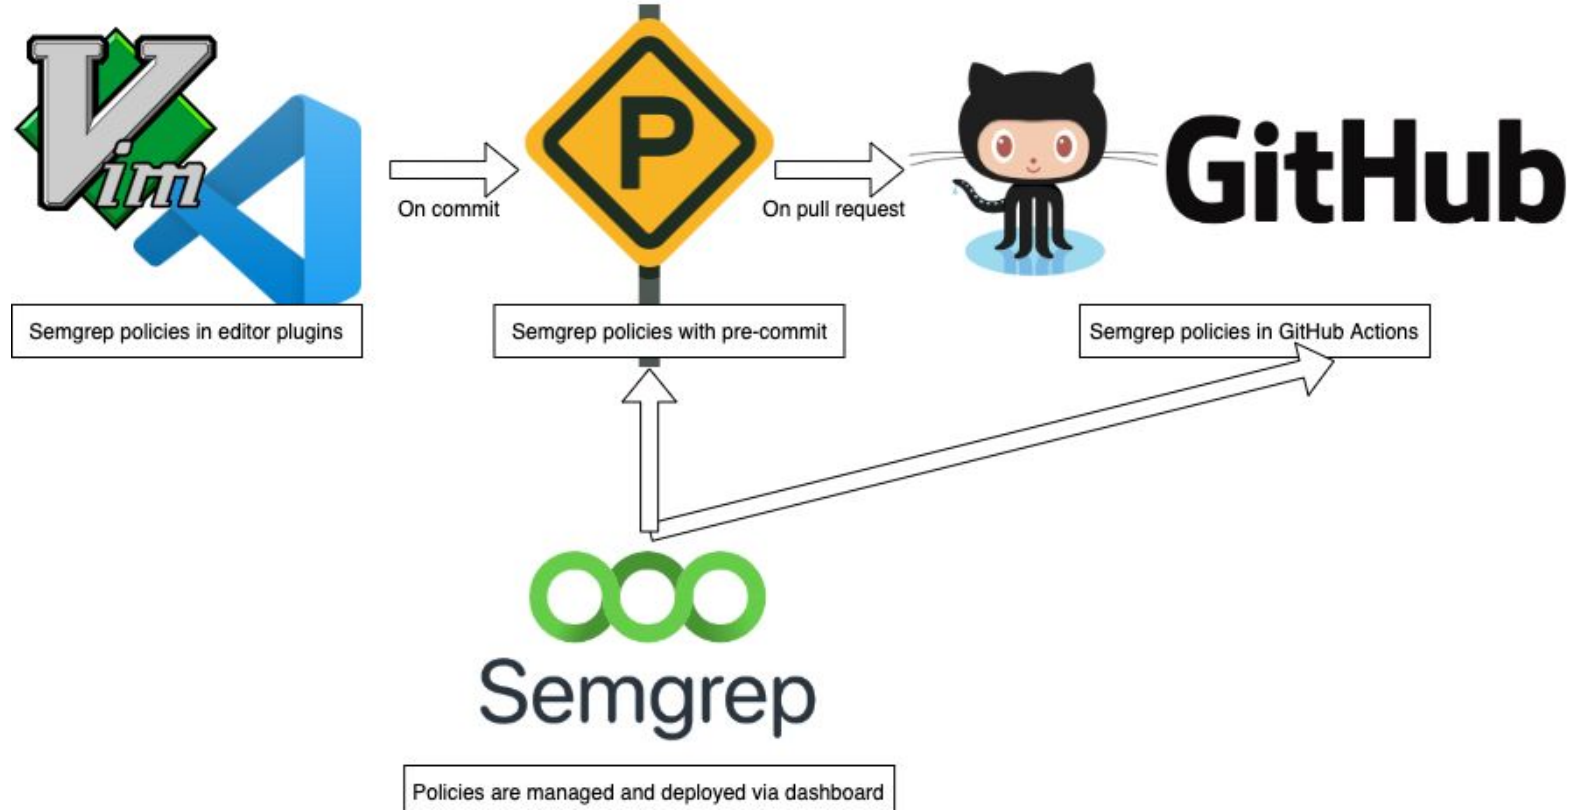 Vim
P
GitHub
On commit
On pull request
Semgrep policies in editor plugins
Semgrep policies with pre-commit
Semgrep policies in GitHub Actions
Semgrep
Policies are managed and deployed via dashboard